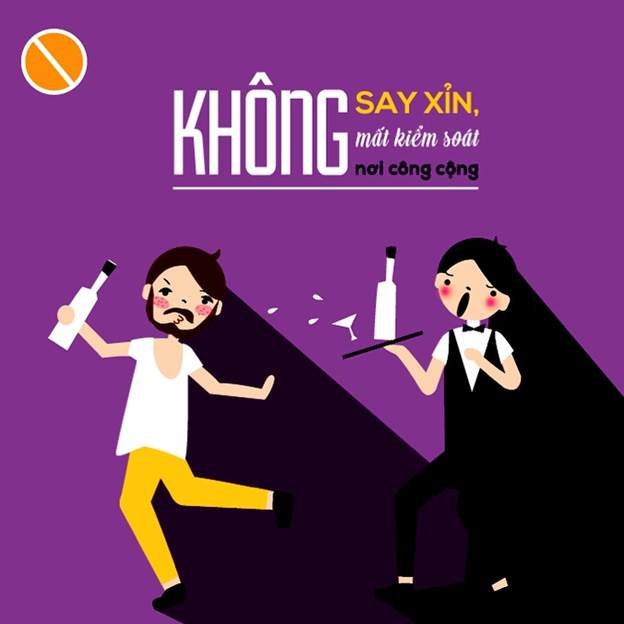 KHÔNG
SAY XỈN,
mất kiểm soát
nơi công cộng